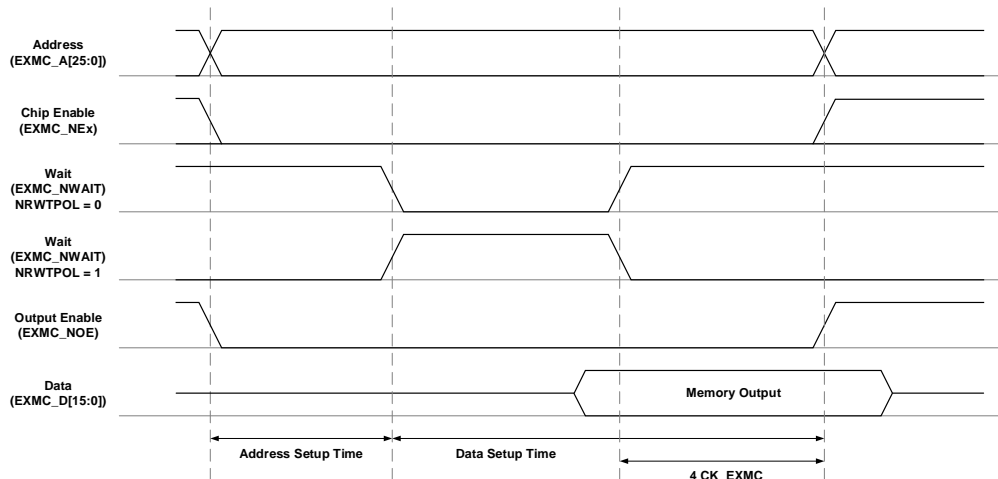 Address
(EXMC_A[25:0])
Chip Enable
(EXMC_NEx)
Wait
(EXMC_NWAIT)
NRWTPOL = 0
Wait
(EXMC_NWAIT)
NRWTPOL = 1
Output Enable
(EXMC_NOE)
Data
(EXMC_D[15:0])
Memory Output
Address Setup Time
Data Setup Time
4 CK_EXMC